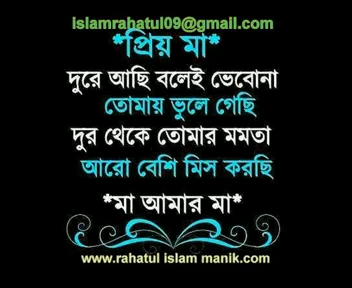 islamrahatul09@gmail.com
*প্রিয় মা*
দুরে আছি বলেই ভেবোনা
তোমায় ভুলে গেছি
দুর থেকে তোমার মমতা
আরো বেশি মিস করছি
*মা আমার মা*
www.rahatul islam manik.com